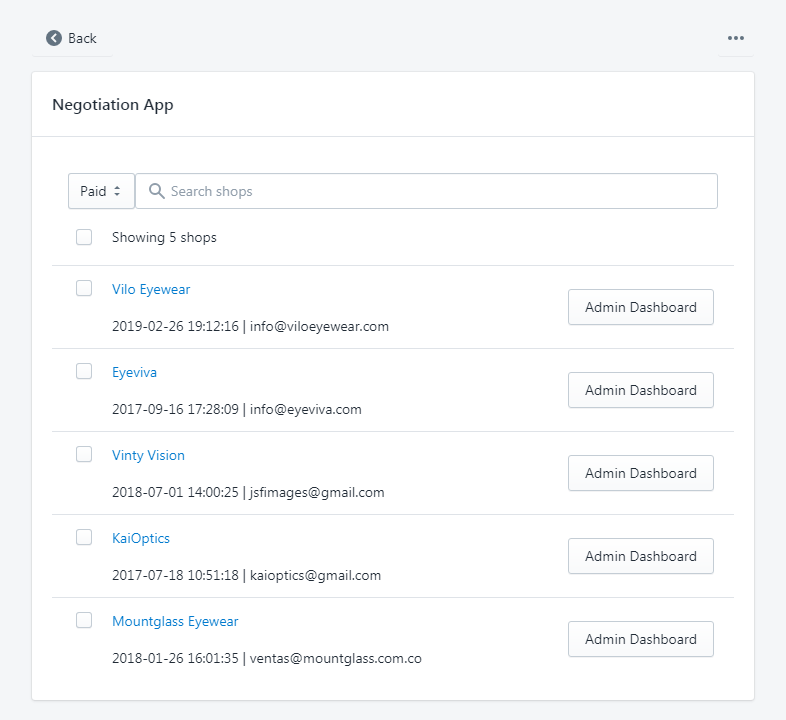 Back
Negotiation App
Paid
Search shops
Showing 5 shops
Vilo Eyewear
2019-02-26 19:12:16 | info@viloeyewear.com
Admin Dashboard
Eyeviva
2017-09-16 17:28:09 | info@eyeviva.com
Admin Dashboard
Vinty Vision
2018-07-01 14:00:25 | jsfimages@gmail.com
Admin Dashboard
KaiOptics
2017-07-18 10:51:18 | kaioptics@gmail.com
Admin Dashboard
Mountglass Eyewear
2018-01-26 16:01:35 | ventas@mountglass.com.co
Admin Dashboard